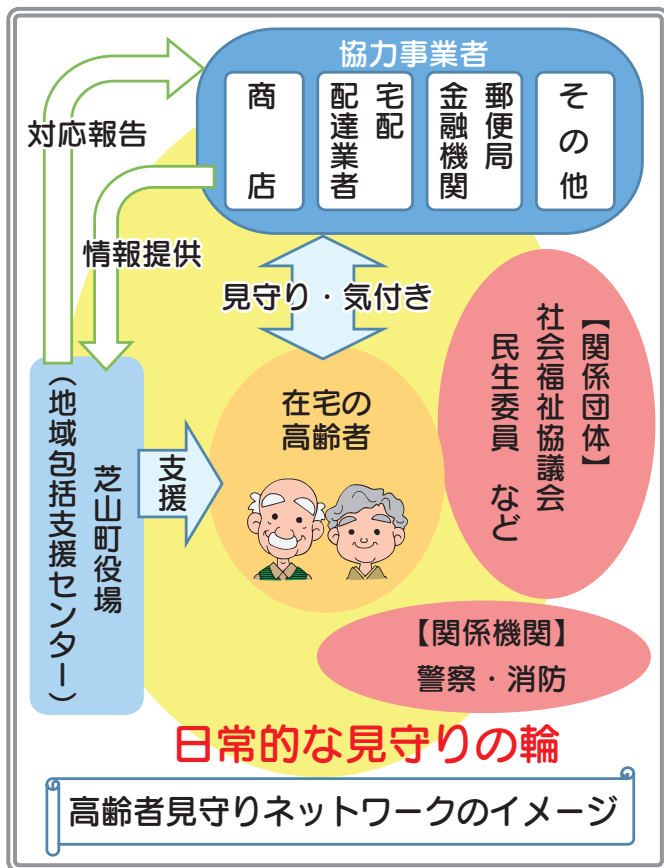 協力事業者
商店
宅配
配達業者
郵便局
金融機関
その他
対応報告
情報提供
見守り・気付き
在宅の
高齢者
【関係団体】
社会福祉協議会
民生委員 など
芝山町役場
（地域包括支援センター）
支援
【関係機関】
警察・消防
日常的な見守りの輪
高齢者見守りネットワークのイメージ